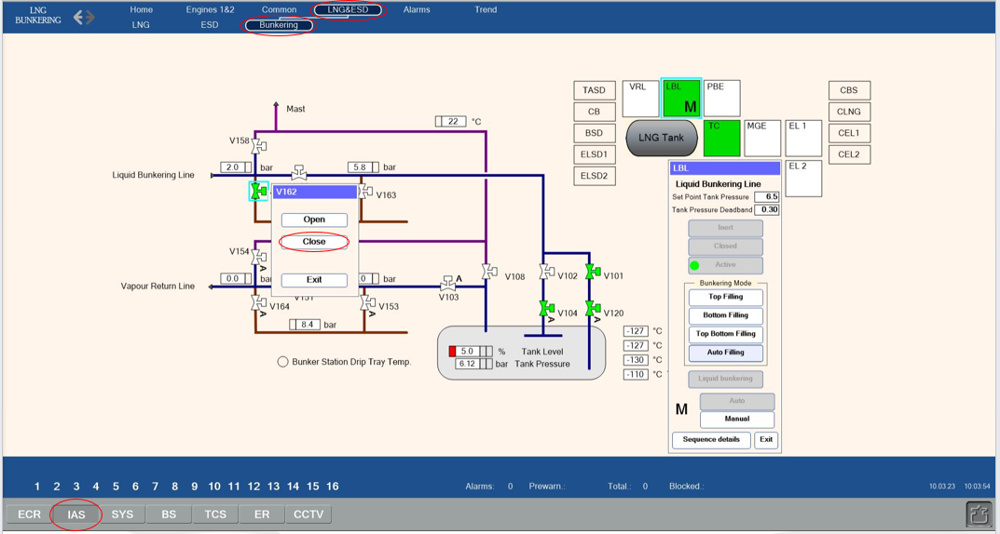 LNG BUNKERING
Home Engines 1&2 Common LNG&ESD Alarms Trend
LNG ESD Bunkering
Mast
22 °C
V158
2.0 bar 5.8 bar
Liquid Bunkering Line
V162
V163
Open
Close
Exit
V154
A
0.0 bar .0 bar
Vapour Return Line
A
V103
V108
V102
V101
V164
A
V151
V153
A
V104
A
V120
A
8.4 bar
Bunker Station Drip Tray Temp.
5.0 % Tank Level
6.12 bar Tank Pressure
-127 °C
-127 °C
-130 °C
-110 °C
TASD
CB
BSD
ELSD1
ELSD2
VRL
LBL
M
PBE
LNG Tank
TC
MGE
EL 1
EL 2
CBS
CLNG
CEL1
CEL2
LBL
Liquid Bunkering Line
Set Point Tank Pressure 6.5
Tank Pressure Deadband 0.30
Inert
Closed
Active
Bunkering Mode
Top Filling
Bottom Filling
Top Bottom Filling
Auto Filling
Liquid bunkering
Auto
M
Manual
Sequence details Exit
1 2 3 4 5 6 7 8 9 10 11 12 13 14 15 16
Alarms: 0 Prewarn.: Total.: 0 Blocked.:
10.03.23 10:03:54
ECR IAS SYS BS TCS ER CCTV